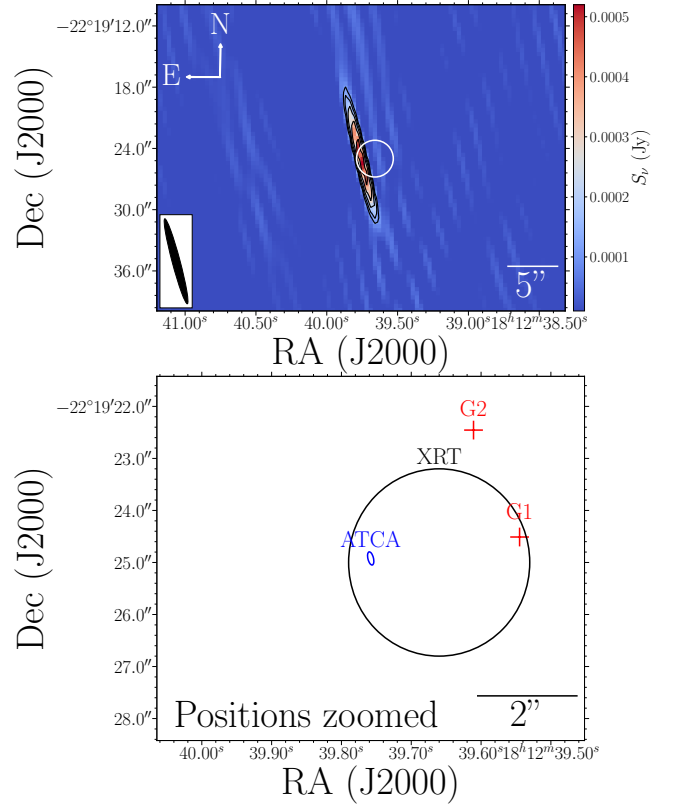 −22°19′12.0″
18.0″
24.0″
30.0″
36.0″
Dec (J2000)
N
E
5”
0.0005
0.0004
0.0003
0.0002
0.0001
S_ν (Jy)
41.00ˢ 40.50ˢ 40.00ˢ 39.50ˢ 39.00ˢ 18ʰ12ᵐ38.50ˢ
RA (J2000)
−22°19′22.0″
23.0″
24.0″
25.0″
26.0″
27.0″
28.0″
Dec (J2000)
G2
XRT
G1
ATCA
Positions zoomed
2”
40.00ˢ 39.90ˢ 39.80ˢ 39.70ˢ 39.60ˢ 18ʰ12ᵐ39.50ˢ
RA (J2000)